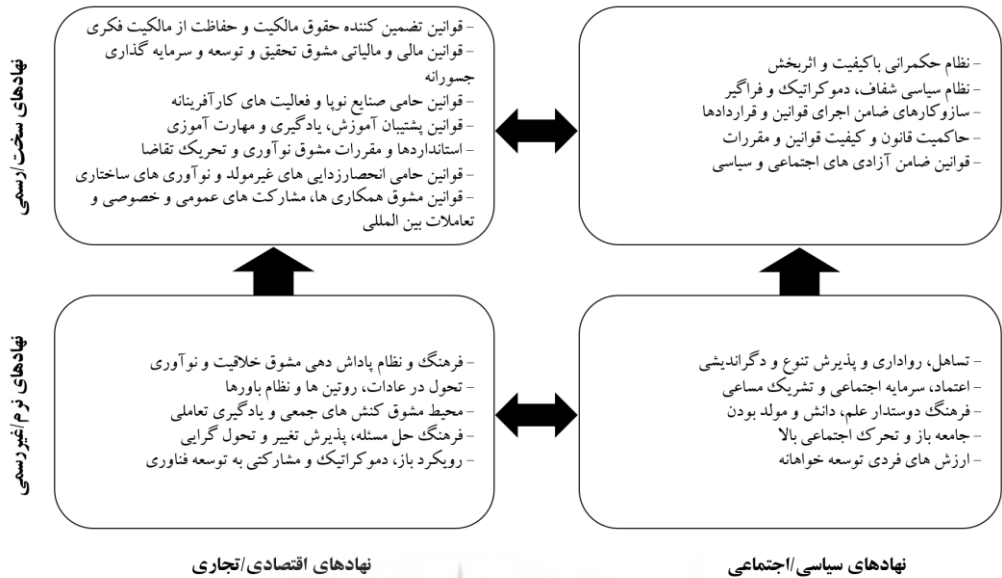 نهادهای سخت/رسمی
- نظام حکمرانی باکیفیت و اثربخش
- نظام سیاسی شفاف، دموکراتیک و فراگیر
- سازوکارهای ضامن اجرای قوانین و قراردادها
- حاکمیت قانون و کیفیت قوانین و مقررات
- قوانین ضامن آزادی های اجتماعی و سیاسی
- قوانین تضمین کننده حقوق مالکیت و حفاظت از مالکیت فکری
- قوانین مالی و مالیاتی مشوق تحقیق و توسعه و سرمایه گذاری
جسورانه
- قوانین حامی صنایع نوپا و فعالیت های کارآفرینانه
- قوانین پشتیبان آموزش، یادگیری و مهارت آموزی
- استانداردها و مقررات مشوق نوآوری و تحریک تقاضا
- قوانین حامی انحصارزدایی های غیرمولد و نوآوری های ساختاری
- قوانین مشوق همکاری ها، مشارکت های عمومی و خصوصی و
تعاملات بین المللی
نهادهای نرم/غیررسمی
- تساهل، رواداری و پذیرش تنوع و دگراندیشی
- اعتماد، سرمایه اجتماعی و تشریک مساعی
- فرهنگ دوستدار علم، دانش و مولد بودن
- جامعه باز و تحرک اجتماعی بالا
- ارزش های فردی توسعه خواهانه
- فرهنگ و نظام پاداش دهی مشوق خلاقیت و نوآوری
- تحول در عادات، روتین ها و نظام باورها
- محیط مشوق کنش های جمعی و یادگیری تعاملی
- فرهنگ حل مسئله، پذیرش تغییر و تحول گرایی
- رویکرد باز، دموکراتیک و مشارکتی به توسعه فناوری
نهادهای سیاسی/اجتماعی
نهادهای اقتصادی/تجاری